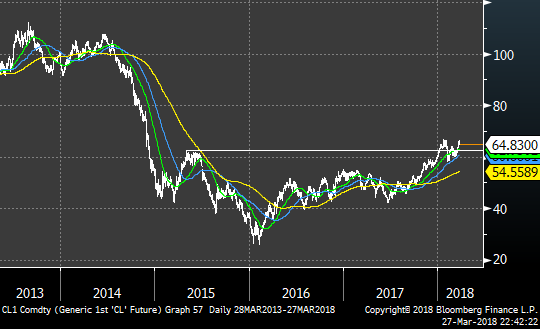 100
80
64.8300
54.5589
40
20
2013 2014 2015 2016 2017 2018
CL1 Comdty (Generic 1st 'CL' Future) Graph 57 Daily 28MAR2013-27MAR2018 Copyright© 2018 Bloomberg Finance L.P.
27-Mar-2018 22:42:22